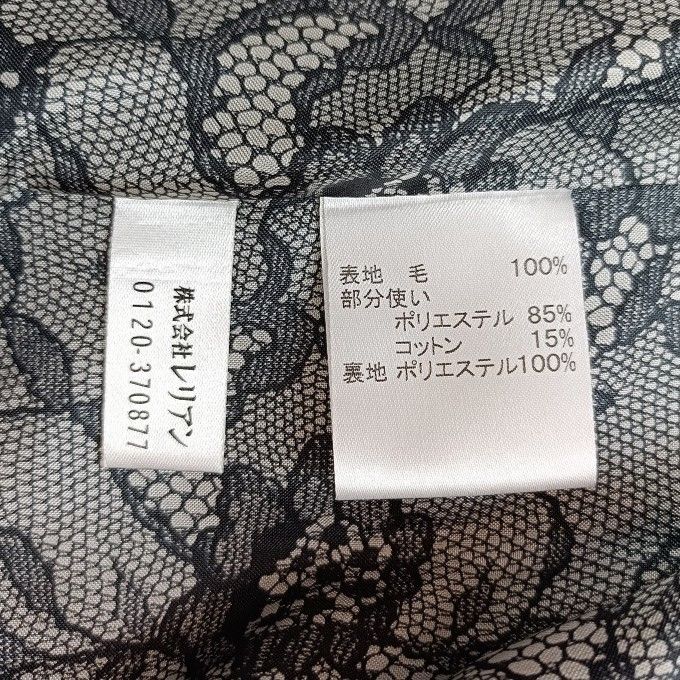 株式会社レリアン
0120-370877
表地 毛 100%
部分使い
ポリエステル 85%
コットン 15%
裏地 ポリエステル100%